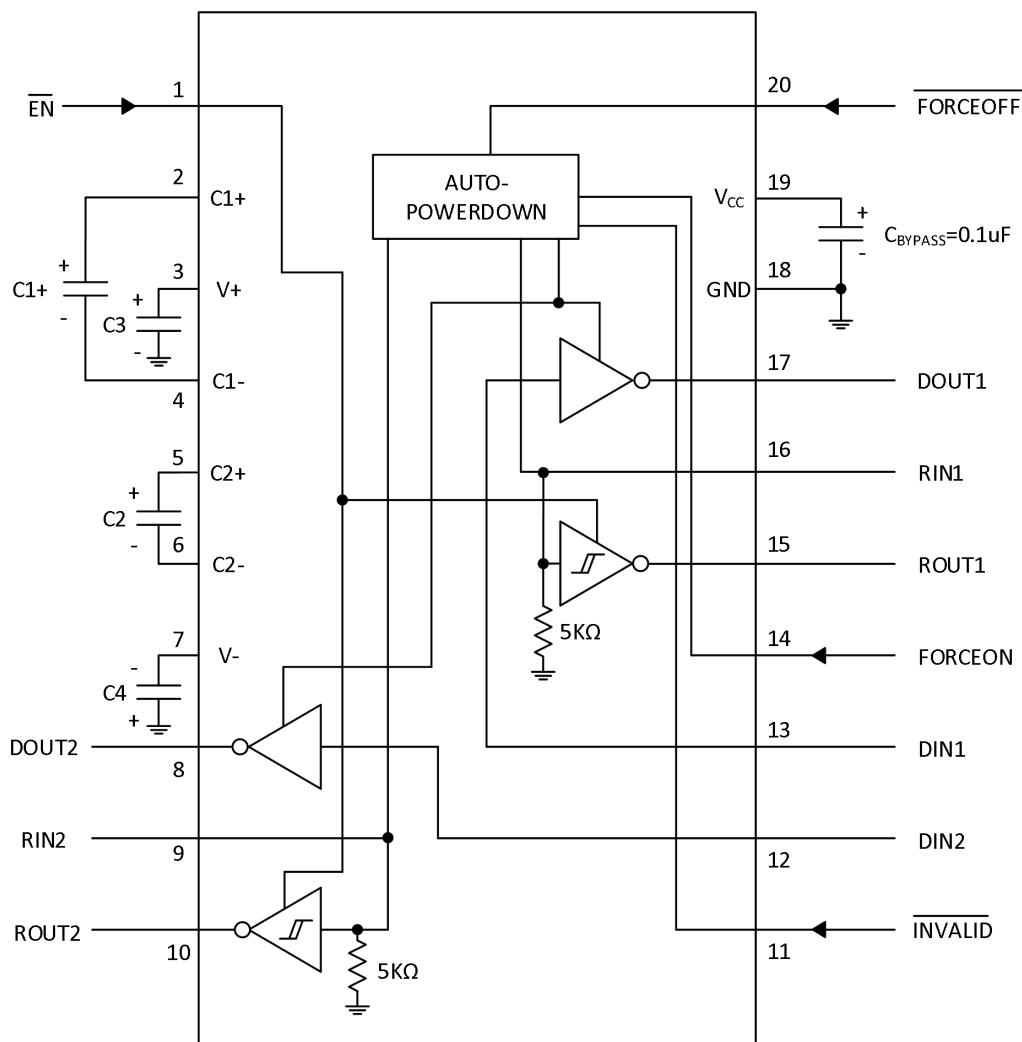 1
20
EN
FORCEOFF
2
AUTO-
POWERDOWN
19
C1+
VCC
+
CBYPASS=0.1uF
-
+
C1+
-
3
V+
+
C3
-
18
GND
C1-
4
17
DOUT1
5
C2+
+
C2
-
6
C2-
16
RIN1
15
ROUT1
5KΩ
7
V-
-
C4
+
14
FORCEON
DOUT2
8
13
DIN1
RIN2
9
DIN2
12
ROUT2
10
5KΩ
INVALID
11